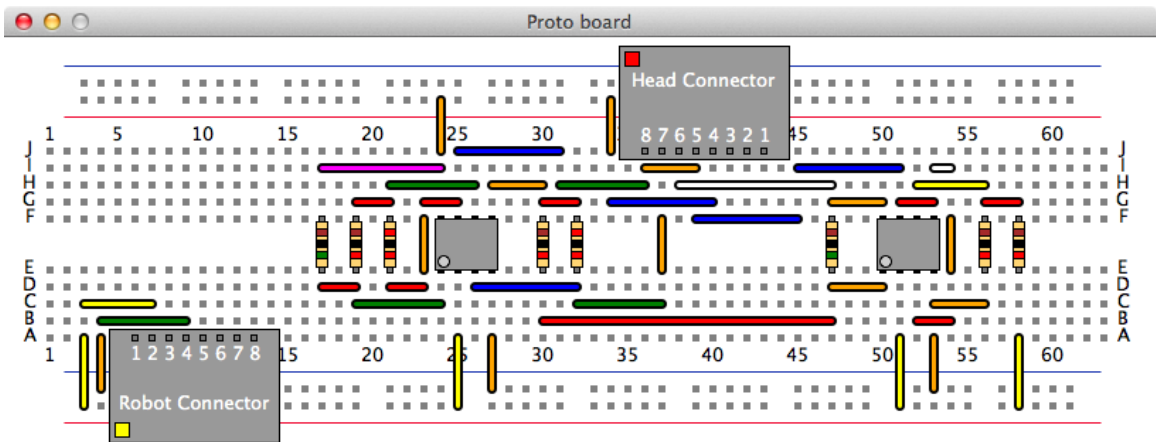 Proto board
Head Connector
1 5 10 15 20 25 30 45 50 55 60
8 7 6 5 4 3 2 1
J J
I I
H H
G G
F F
E E
D D
C C
B B
A A
1 15 20 25 30 35 40 45 50 55 60
1 2 3 4 5 6 7 8
Robot Connector